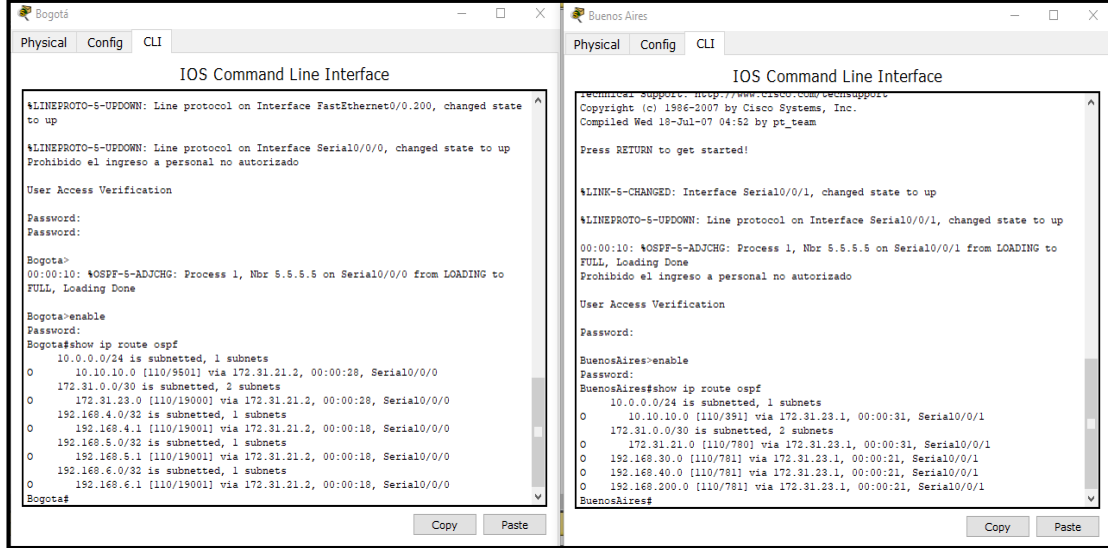 Bogotá
Physical Config CLI
IOS Command Line Interface
%LINEPROTO-5-UPDOWN: Line protocol on Interface FastEthernet0/0.200, changed state
to up
%LINEPROTO-5-UPDOWN: Line protocol on Interface Serial0/0/0, changed state to up
Prohibido el ingreso a personal no autorizado
User Access Verification
Password:
Password:
Bogota>
00:00:10: %OSPF-5-ADJCHG: Process 1, Nbr 5.5.5.5 on Serial0/0/0 from LOADING to
FULL, Loading Done
Bogota>enable
Password:
Bogota#show ip route ospf
10.0.0.0/24 is subnetted, 1 subnets
O 10.10.10.0 [110/9501] via 172.31.21.2, 00:00:28, Serial0/0/0
172.31.0.0/30 is subnetted, 2 subnets
O 172.31.23.0 [110/19000] via 172.31.21.2, 00:00:28, Serial0/0/0
192.168.4.0/32 is subnetted, 1 subnets
O 192.168.4.1 [110/19001] via 172.31.21.2, 00:00:18, Serial0/0/0
192.168.5.0/32 is subnetted, 1 subnets
O 192.168.5.1 [110/19001] via 172.31.21.2, 00:00:18, Serial0/0/0
192.168.6.0/32 is subnetted, 1 subnets
O 192.168.6.1 [110/19001] via 172.31.21.2, 00:00:18, Serial0/0/0
Bogota#
Copy Paste
Buenos Aires
Physical Config CLI
IOS Command Line Interface
Technical Support: http://www.cisco.com/techsupport
Copyright (c) 1986-2007 by Cisco Systems, Inc.
Compiled Wed 18-Jul-07 04:52 by pt_team
Press RETURN to get started!
%LINK-5-CHANGED: Interface Serial0/0/1, changed state to up
%LINEPROTO-5-UPDOWN: Line protocol on Interface Serial0/0/1, changed state to up
00:00:10: %OSPF-5-ADJCHG: Process 1, Nbr 5.5.5.5 on Serial0/0/1 from LOADING to
FULL, Loading Done
Prohibido el ingreso a personal no autorizado
User Access Verification
Password:
BuenosAires>enable
Password:
BuenosAires#show ip route ospf
10.0.0.0/24 is subnetted, 1 subnets
O 10.10.10.0 [110/391] via 172.31.23.1, 00:00:31, Serial0/0/1
172.31.0.0/30 is subnetted, 2 subnets
O 172.31.21.0 [110/780] via 172.31.23.1, 00:00:31, Serial0/0/1
O 192.168.30.0 [110/781] via 172.31.23.1, 00:00:21, Serial0/0/1
O 192.168.40.0 [110/781] via 172.31.23.1, 00:00:21, Serial0/0/1
O 192.168.200.0 [110/781] via 172.31.23.1, 00:00:21, Serial0/0/1
BuenosAires#
Copy Paste